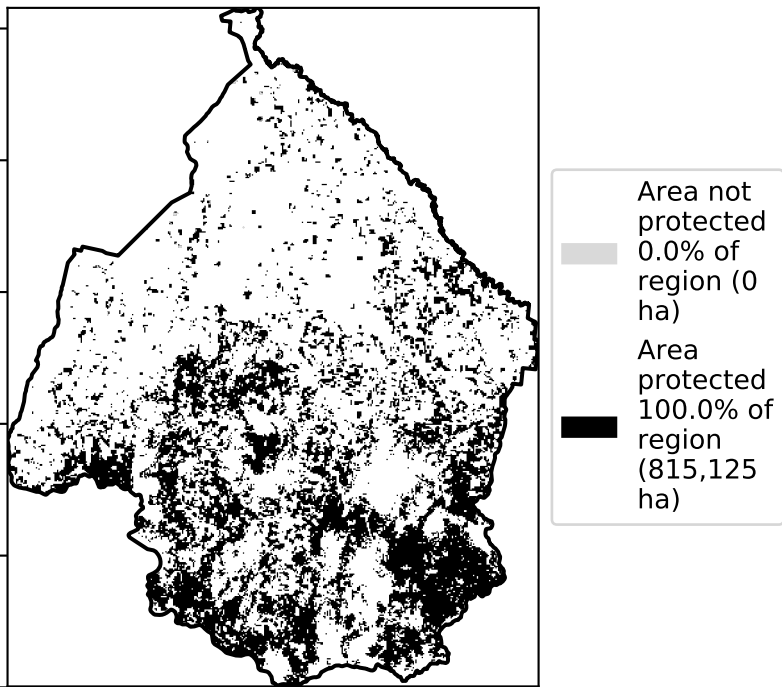 Area not
protected
0.0% of
region (0
ha)
Area
protected
100.0% of
region
(815,125
ha)